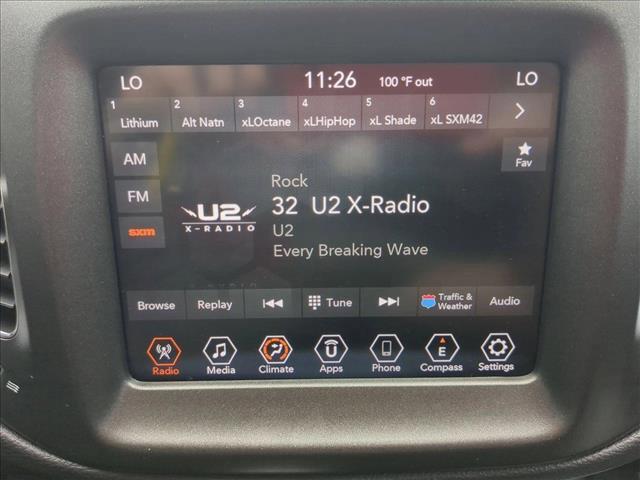 LO 11:26 100 °F out LO
1 Lithium 2 Alt Natn 3 xLOctane 4 xLHipHop 5 xL Shade 6 xL SXM42 >
AM
Fav
FM
sxm
U2
X-RADIO
Rock
32 U2 X-Radio
U2
Every Breaking Wave
Browse Replay Tune Traffic & Weather Audio
E
Radio Media Climate Apps Phone Compass Settings